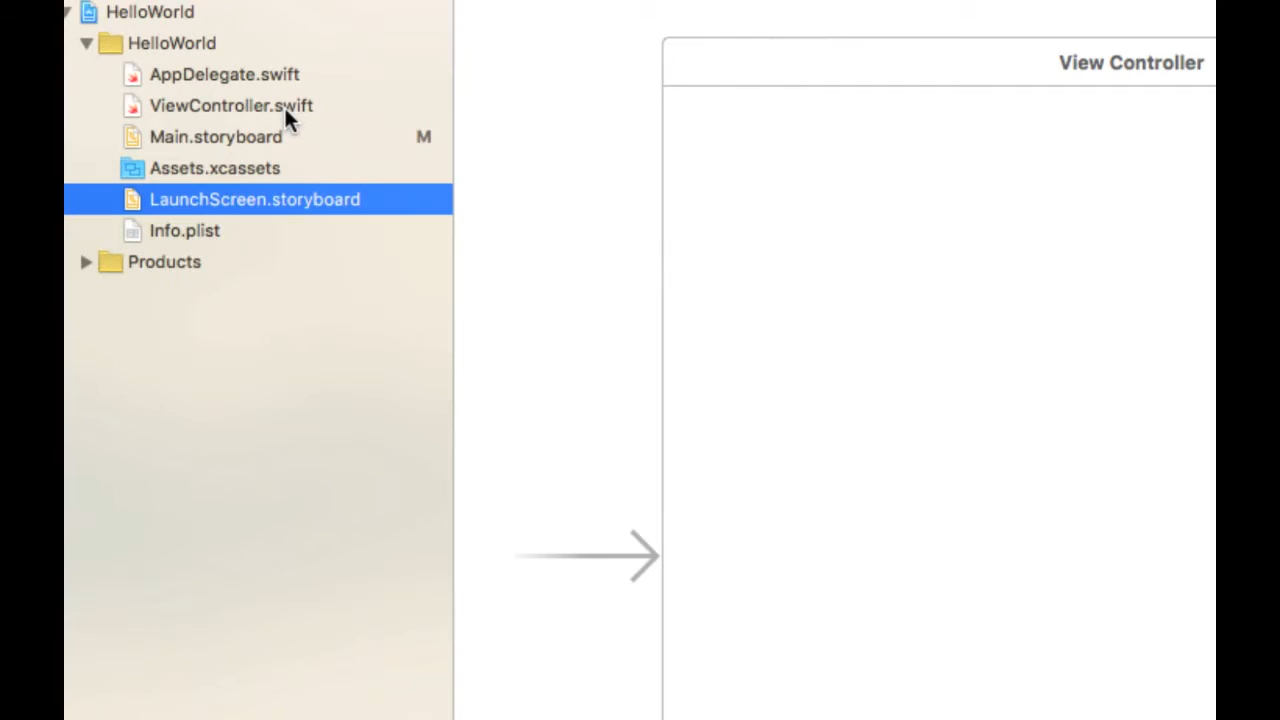 HelloWorld
HelloWorld
AppDelegate.swift
ViewController.swift
Main.storyboard M
Assets.xcassets
LaunchScreen.storyboard
Info.plist
Products
View Controller